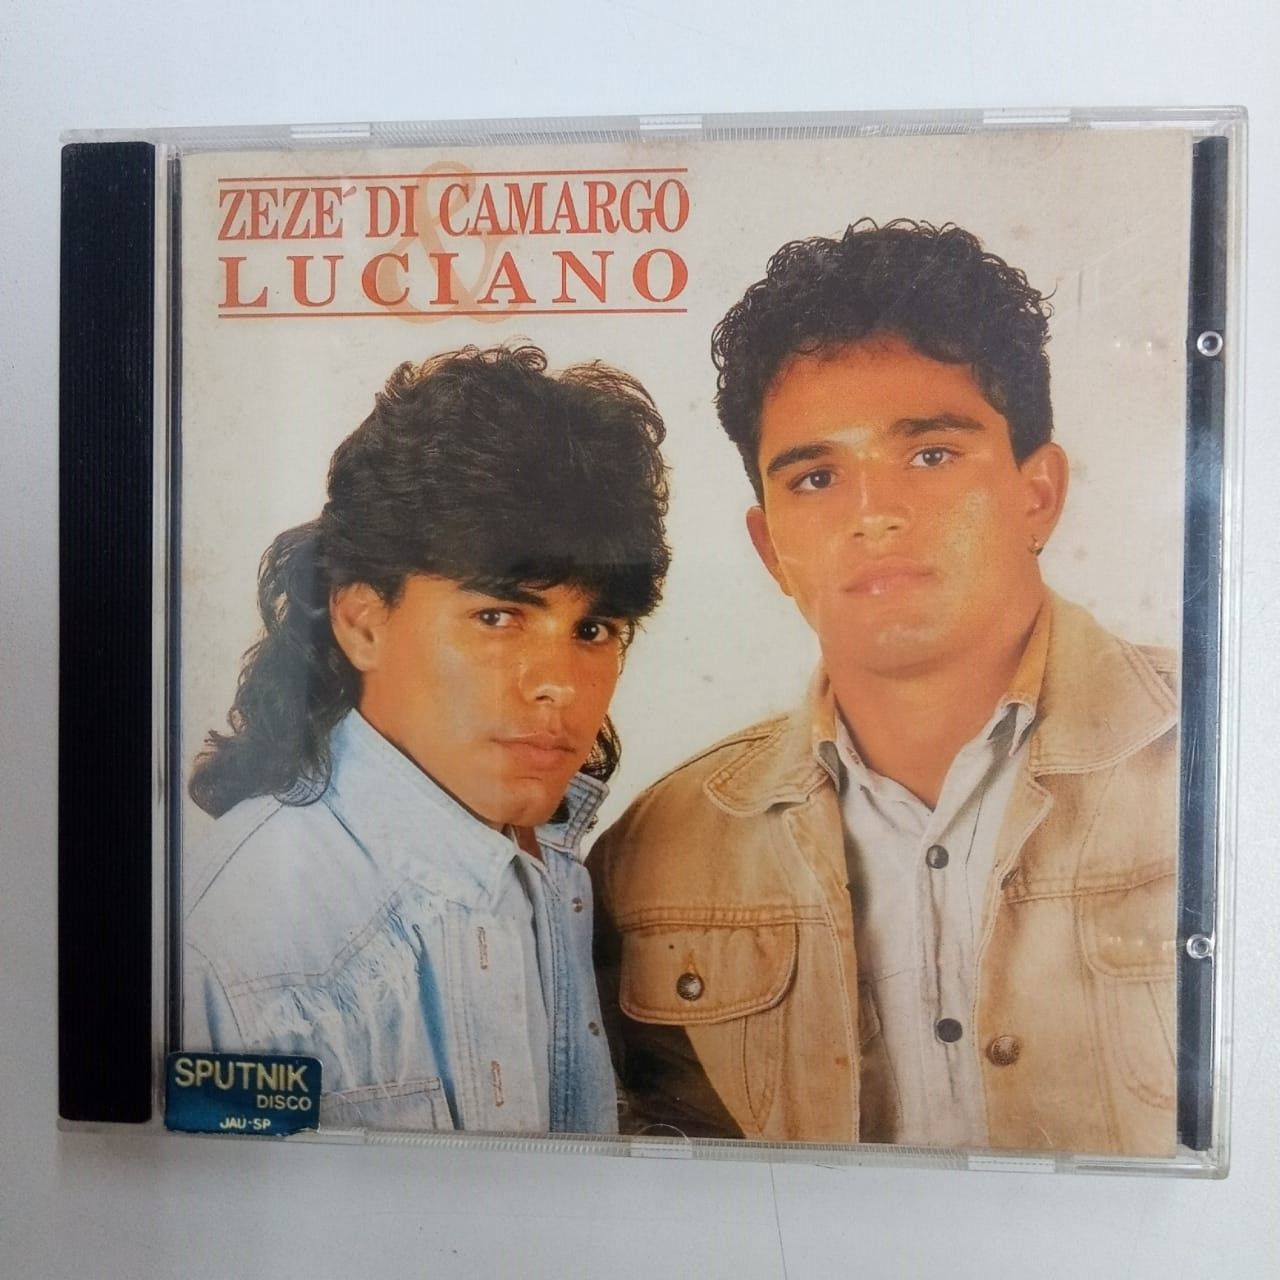 ZEZÉ DI CAMARGO
&
LUCIANO
SPUTNIK
DISCO
JAÚ-SP